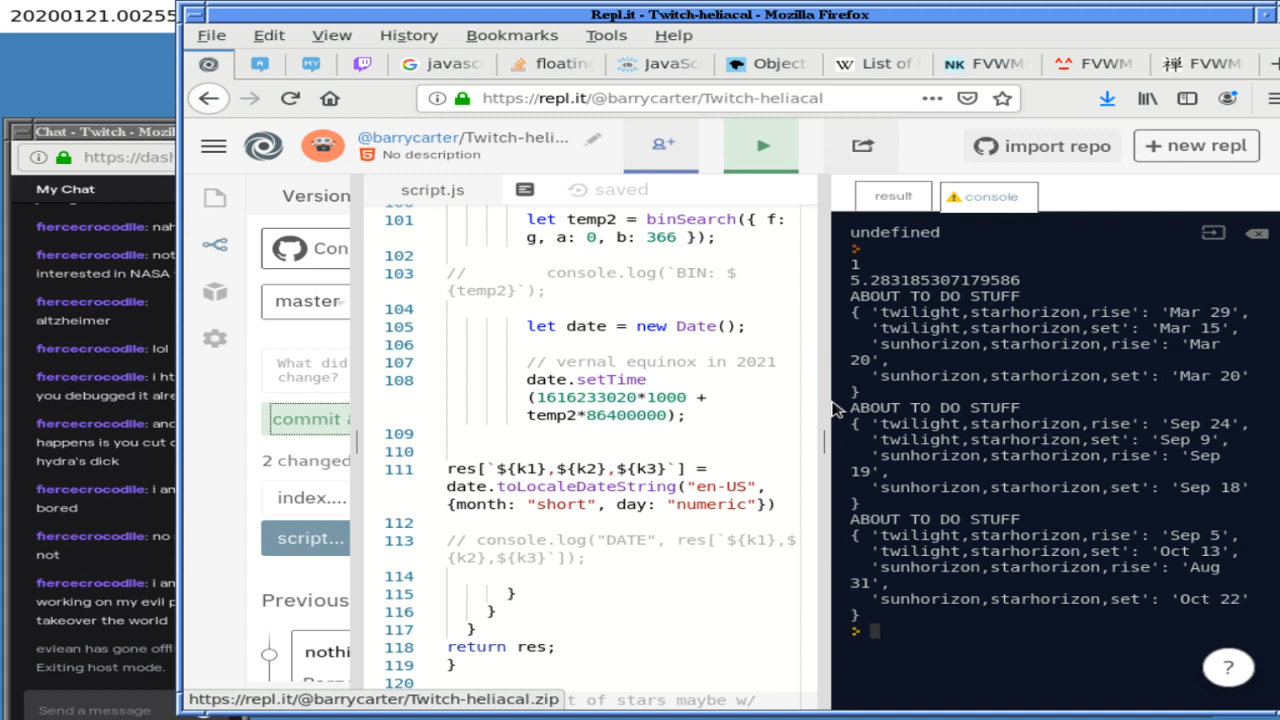 20200121.00255
Repl.it - Twitch-heliacal - Mozilla Firefox
File Edit View History Bookmarks Tools Help
javasc floating JavaSc Object List of NK FVWM FVWM 禅 FVWM
https://repl.it/@barrycarter/Twitch-heliacal
@barrycarter/Twitch-heli...
No description
import repo
+ new repl
Chat - Twitch - Mozil
https://dash
My Chat
fiercecrocodile: nah
fiercecrocodile: not
interested in NASA
fiercecrocodile:
altzheimer
fiercecrocodile: lol
fiercecrocodile: i ht
you debugged it alre
fiercecrocodile: and
happens is you cut o
hydra's dick
fiercecrocodile: i am
bored
fiercecrocodile: no
not
fiercecrocodile: i am
working on my evil p
takeover the world
eviean has gone offl
Exiting host mode.
Send a message
Version
Con
master
What did
change?
commit &
2 changed
index....
script...
Previous
nothi
script.js
saved
100
101 let temp2 = binSearch({ f:
g, a: 0, b: 366 });
102
103 // console.log(`BIN: $
{temp2}`);
104
105 let date = new Date();
106
107 // vernal equinox in 2021
108 date.setTime
(1616233020*1000 +
temp2*86400000);
109
110
111 res[`${k1},${k2},${k3}`] =
date.toLocaleDateString("en-US",
{month: "short", day: "numeric"})
112
113 // console.log("DATE", res[`${k1},$
{k2},${k3}`]);
114
115 }
116 }
117 }
118 return res;
119 }
120
t of stars maybe w/
https://repl.it/@barrycarter/Twitch-heliacal.zip
result
console
undefined
>
1
5.283185307179586
ABOUT TO DO STUFF
{ 'twilight,starhorizon,rise': 'Mar 29',
'twilight,starhorizon,set': 'Mar 15',
'sunhorizon,starhorizon,rise': 'Mar
20',
'sunhorizon,starhorizon,set': 'Mar 20'
}
ABOUT TO DO STUFF
{ 'twilight,starhorizon,rise': 'Sep 24',
'twilight,starhorizon,set': 'Sep 9',
'sunhorizon,starhorizon,rise': 'Sep
19',
'sunhorizon,starhorizon,set': 'Sep 18'
}
ABOUT TO DO STUFF
{ 'twilight,starhorizon,rise': 'Sep 5',
'twilight,starhorizon,set': 'Oct 13',
'sunhorizon,starhorizon,rise': 'Aug
31',
'sunhorizon,starhorizon,set': 'Oct 22'
}
>
?